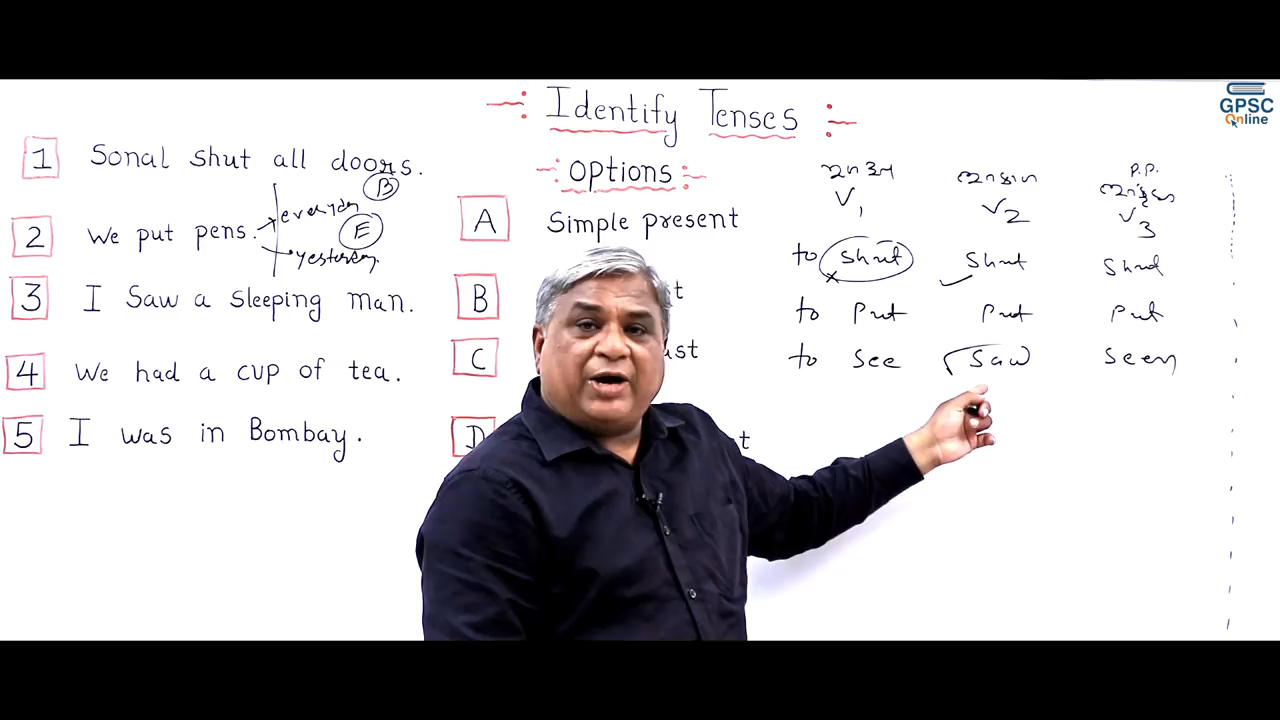 GPSC
Online
Identify Tenses
Options
1 Sonal shut all doors.
B
2 We put pens.
everyday
E
yesterday.
3 I saw a sleeping man.
4 We had a cup of tea.
5 I was in Bombay.
A Simple present
B
C
D
V1 V2
P.P.
V3
to shut shut shut
to put put put
to see saw seen